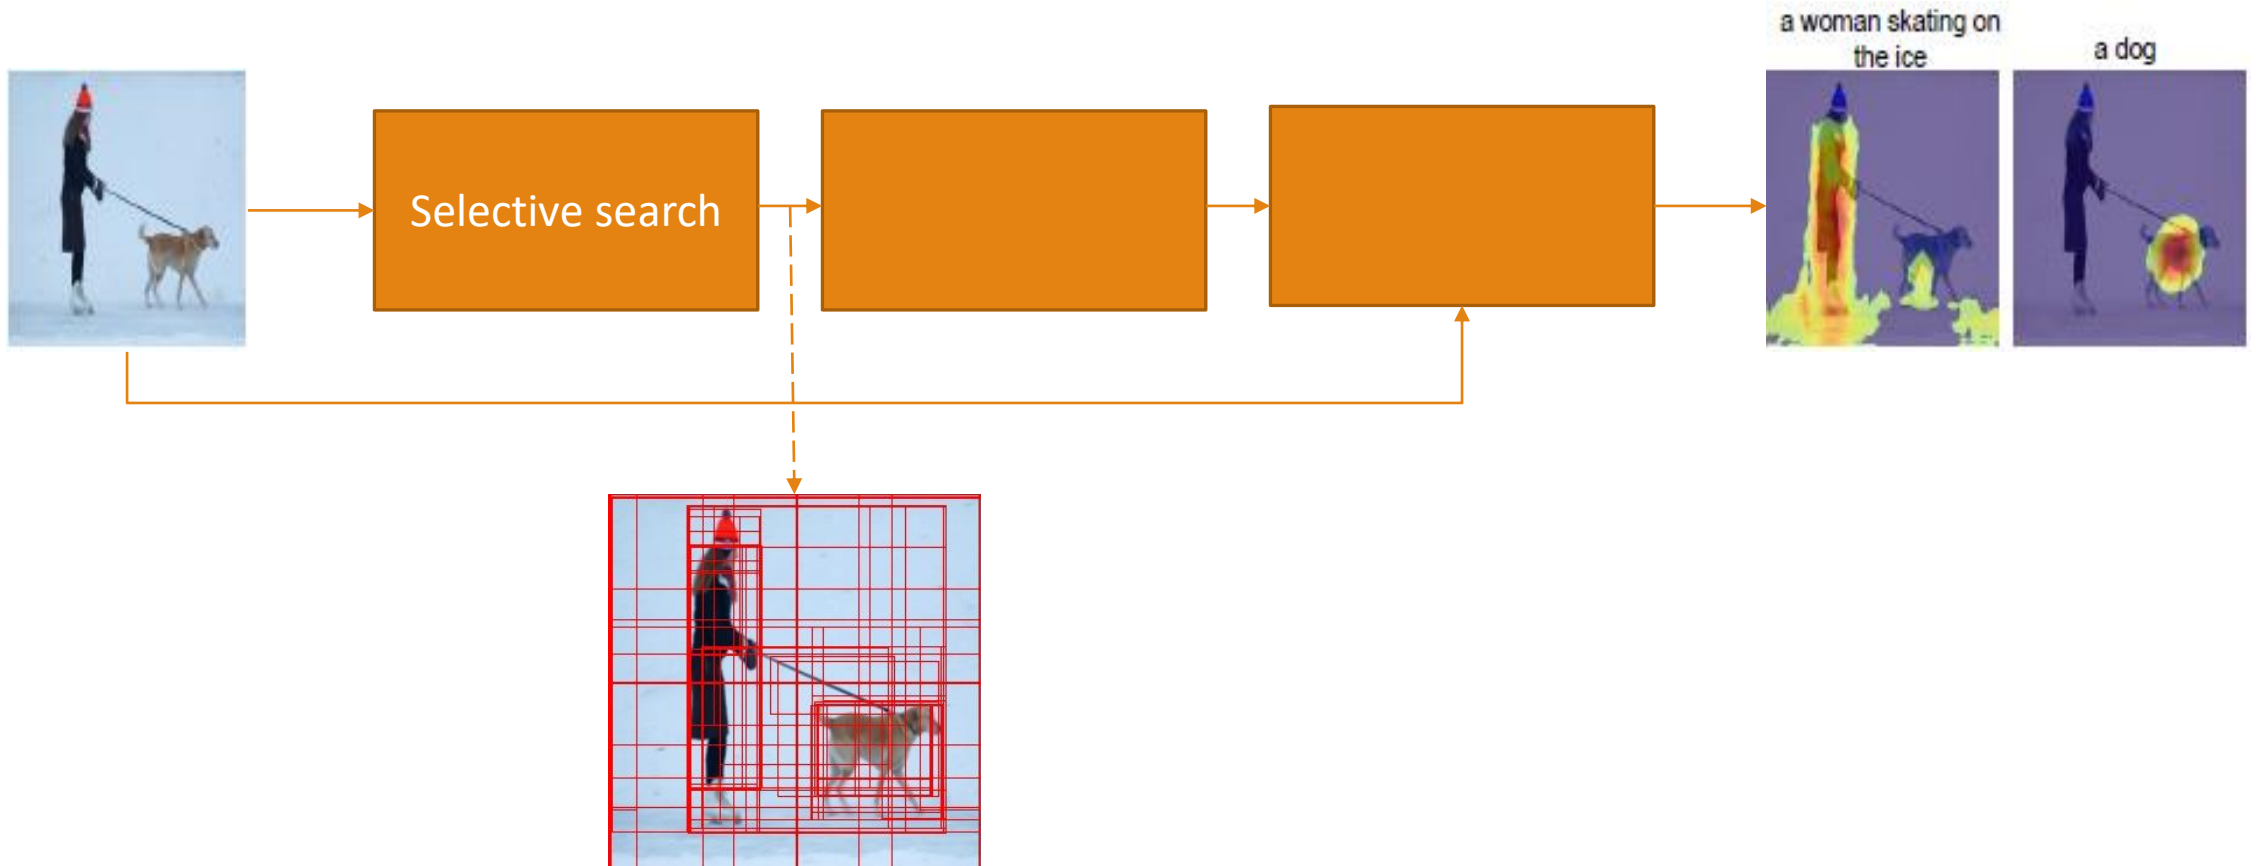 a woman skating on
the ice
a dog
Selective search